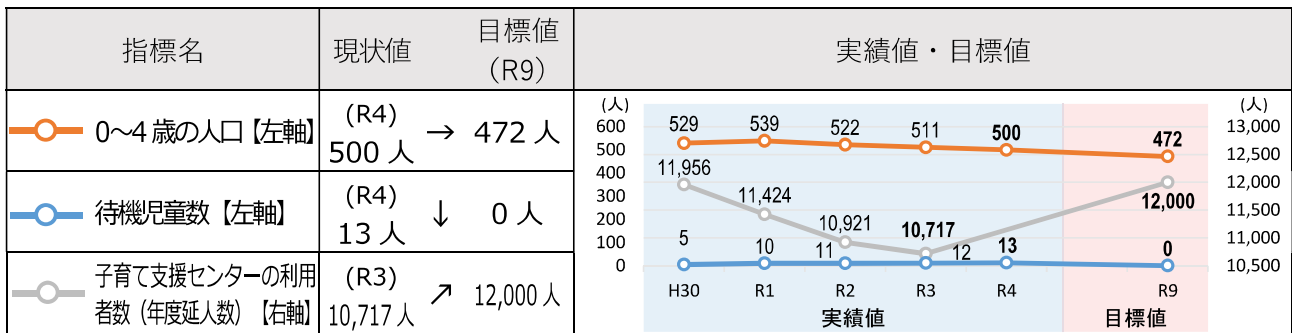 指標名
現状値
目標値
(R9)
実績値・目標値
0～4歳の人口【左軸】
(R4)
500人 → 472人
待機児童数【左軸】
(R4)
13人 ↓ 0人
子育て支援センターの利用
者数（年度延人数）【右軸】
(R3)
10,717人 ↗ 12,000人
(人)
600
500
400
300
200
100
0
529 539 522 511 500 472
11,956 11,424 10,921 10,717 12,000
5 10 11 12 13 0
H30 R1 R2 R3 R4 R9
実績値 目標値
(人)
13,000
12,500
12,000
11,500
11,000
10,500